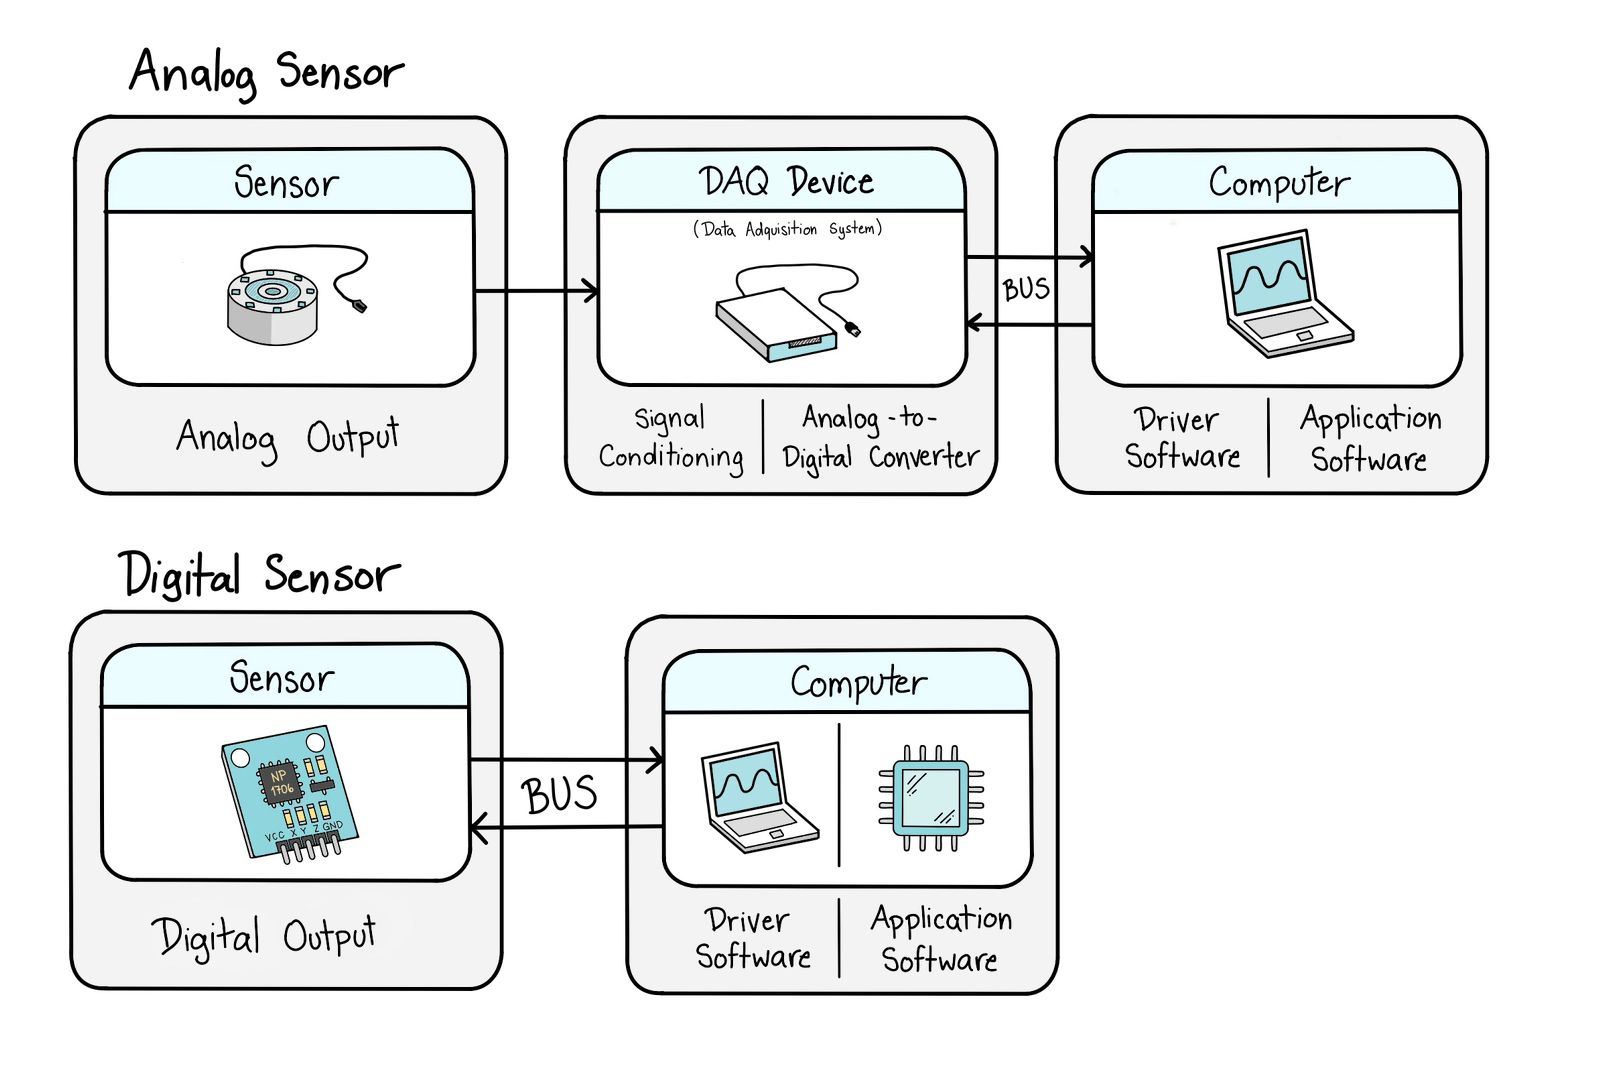 Analog Sensor
Sensor
Analog Output
DAQ Device
(Data Adquisition System)
Signal
Conditioning
Analog-to-
Digital Converter
BUS
Computer
Driver
Software
Application
Software
Digital Sensor
Sensor
NP
1706
VCC X Y Z GND
Digital Output
BUS
Computer
Driver
Software
Application
Software